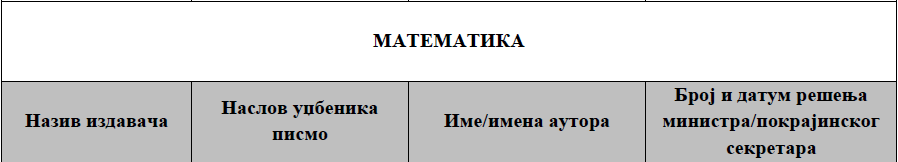 МАТЕМАТИКА
Назив издавача
Наслов уџбеника
писмо
Име/имена аутора
Број и датум решења
министра/покрајинског
секретара